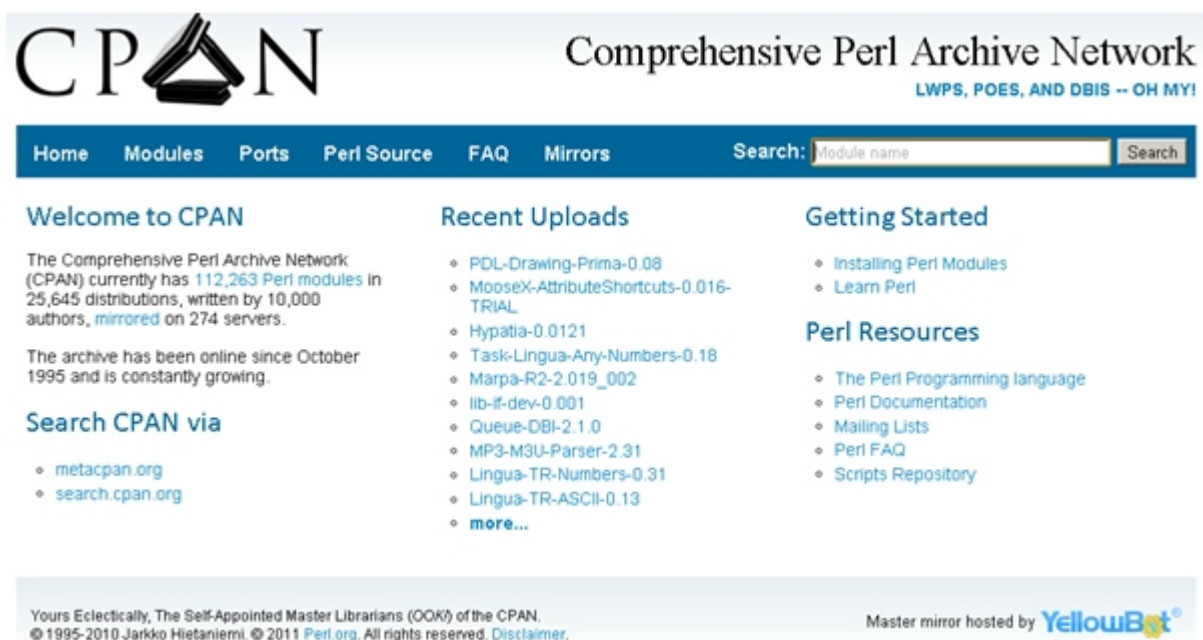 CPAN
Comprehensive Perl Archive Network
LWPS, POES, AND DBIS -- OH MY!
Home Modules Ports Perl Source FAQ Mirrors Search: Module name Search
Welcome to CPAN
The Comprehensive Perl Archive Network
(CPAN) currently has 112,263 Perl modules in
25,645 distributions, written by 10,000
authors, mirrored on 274 servers.
The archive has been online since October
1995 and is constantly growing.
Search CPAN via
metacpan.org
search.cpan.org
Recent Uploads
PDL-Drawing-Prima-0.08
MooseX-AttributeShortcuts-0.016-
TRIAL
Hypatia-0.0121
Task-Lingua-Any-Numbers-0.18
Marpa-R2-2.019_002
lib-if-dev-0.001
Queue-DBI-2.1.0
MP3-M3U-Parser-2.31
Lingua-TR-Numbers-0.31
Lingua-TR-ASCII-0.13
more...
Getting Started
Installing Perl Modules
Learn Perl
Perl Resources
The Perl Programming language
Perl Documentation
Mailing Lists
Perl FAQ
Scripts Repository
Yours Eclectically, The Self-Appointed Master Librarians (OOK!) of the CPAN.
© 1995-2010 Jarkko Hietaniemi. © 2011 Perl.org. All rights reserved. Disclaimer.
Master mirror hosted by YellowBot®